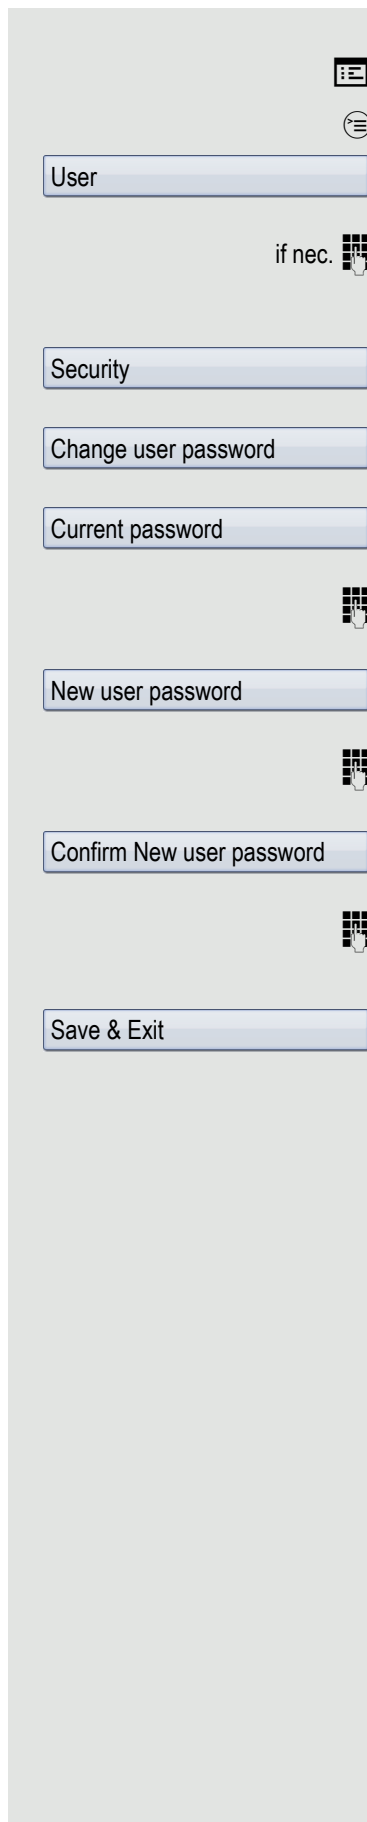 User
if nec.
Security
Change user password
Current password
New user password
Confirm New user password
Save & Exit